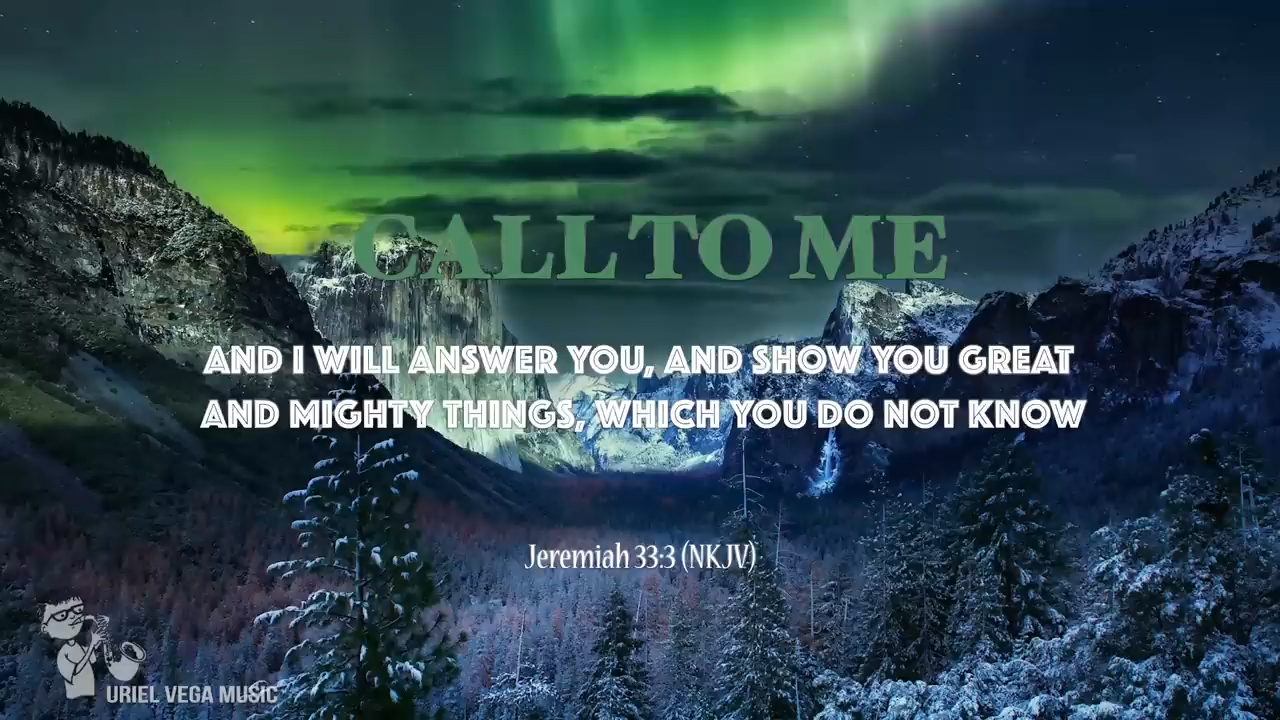 CALL TO ME
AND I WILL ANSWER YOU, AND SHOW YOU GREAT
AND MIGHTY THINGS, WHICH YOU DO NOT KNOW
Jeremiah 33:3 (NKJV)
URIEL VEGA MUSIC